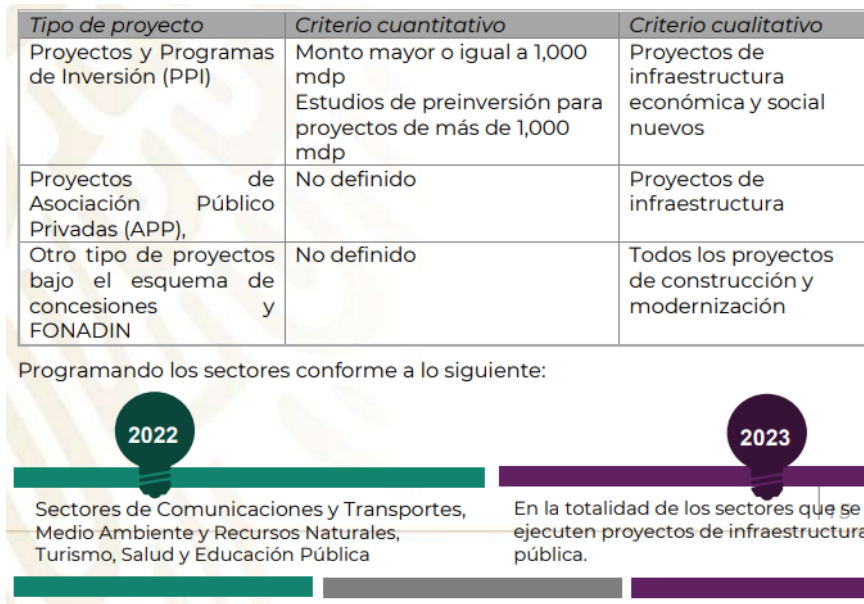 Tipo de proyecto Criterio cuantitativo Criterio cualitativo
Proyectos y Programas de Inversión (PPI) Monto mayor o igual a 1,000 mdp Estudios de preinversión para proyectos de más de 1,000 mdp Proyectos de infraestructura económica y social nuevos
Proyectos de Asociación Público Privadas (APP), No definido Proyectos de infraestructura
Otro tipo de proyectos bajo el esquema de concesiones y FONADIN No definido Todos los proyectos de construcción y modernización
Programando los sectores conforme a lo siguiente:
2022
Sectores de Comunicaciones y Transportes,
Medio Ambiente y Recursos Naturales,
Turismo, Salud y Educación Pública
2023
En la totalidad de los sectores que se
ejecuten proyectos de infraestructura
pública.